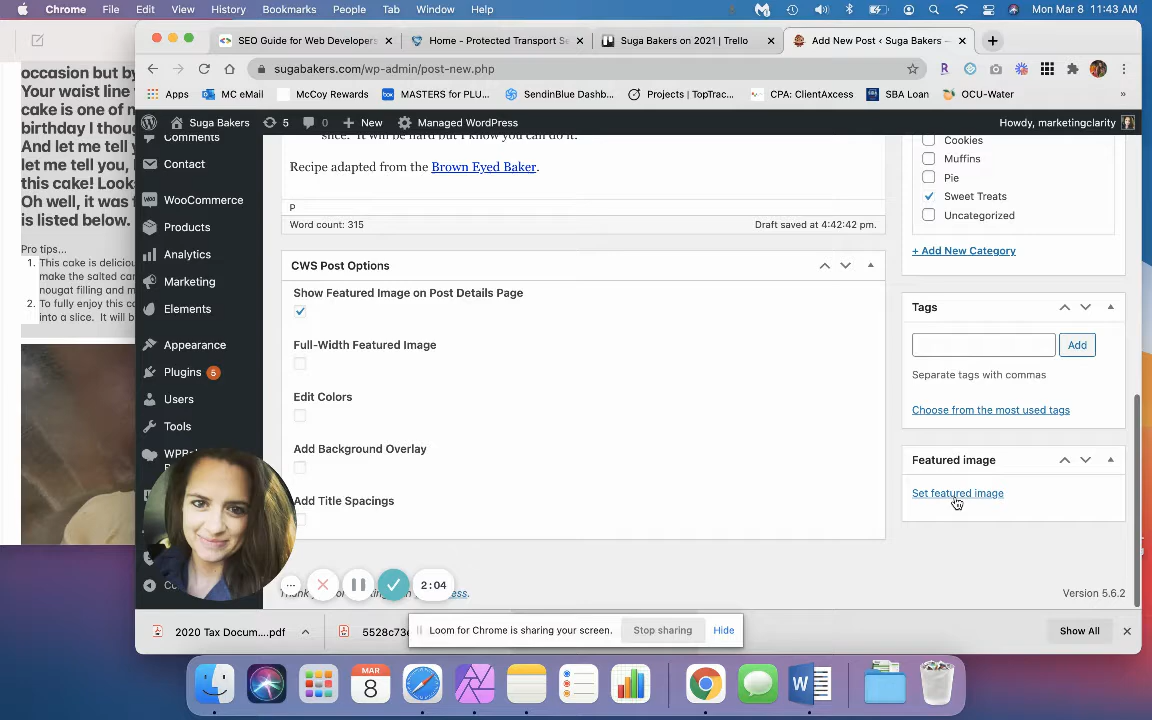 Chrome File Edit View History Bookmarks People Tab Window Help Mon Mar 8 11:43 AM
SEO Guide for Web Developers
Home - Protected Transport Se
Suga Bakers on 2021 | Trello
Add New Post ‹ Suga Bakers –
sugabakers.com/wp-admin/post-new.php
Apps MC eMail McCoy Rewards MASTERS for PLU... SendinBlue Dashb... Projects | TopTrac... CPA: ClientAxcess SBA Loan OCU-Water »
Suga Bakers 5 0 New Managed WordPress Howdy, marketingclarity
occasion but by
Your waist line
cake is one of m
birthday I thoug
And let me tell y
let me tell you,
this cake! Looks
Oh well, it was f
is listed below.
Pro tips...
1. This cake is deliciou
make the salted car
nougat filling and m
2. To fully enjoy this c
into a slice. It will b
Comments
Contact
WooCommerce
Products
Analytics
Marketing
Elements
Appearance
Plugins 5
Users
Tools
WPB
slice. It will be hard but I know you can do it.
Recipe adapted from the Brown Eyed Baker.
P
Word count: 315 Draft saved at 4:42:42 pm.
CWS Post Options
Show Featured Image on Post Details Page
Full-Width Featured Image
Edit Colors
Add Background Overlay
Add Title Spacings
Cookies
Muffins
Pie
Sweet Treats
Uncategorized
+ Add New Category
Tags
Add
Separate tags with commas
Choose from the most used tags
Featured image
Set featured image
2:04
Version 5.6.2
2020 Tax Docum....pdf
5528c73e
Loom for Chrome is sharing your screen. Stop sharing Hide
Show All
MAR
8
W